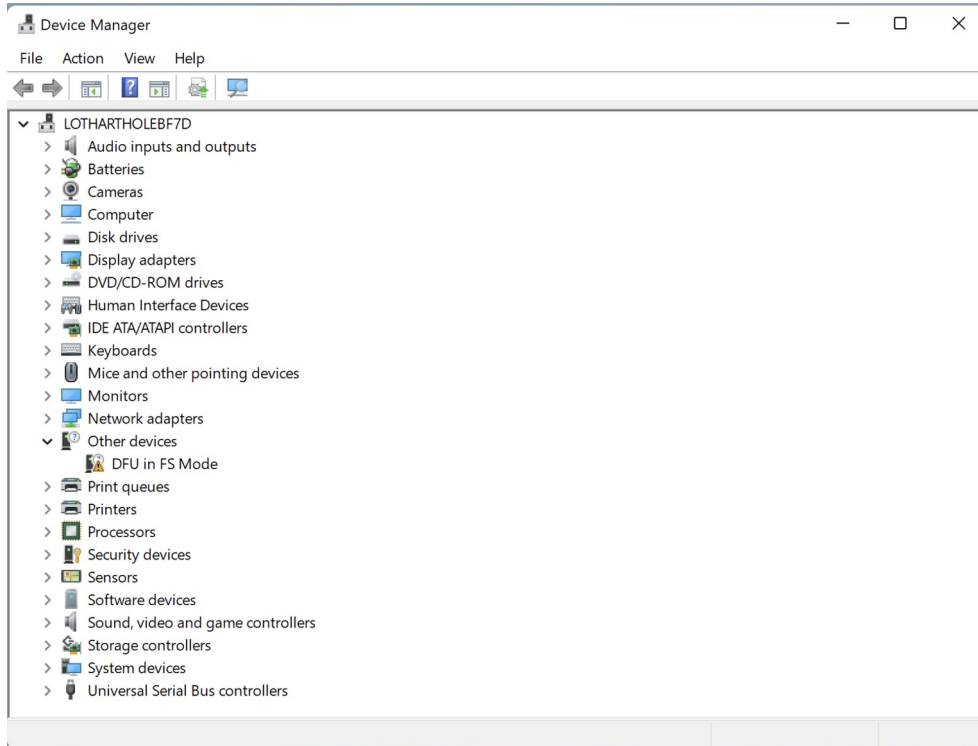 Device Manager
File Action View Help
LOTHARTHOLEBF7D
Audio inputs and outputs
Batteries
Cameras
Computer
Disk drives
Display adapters
DVD/CD-ROM drives
Human Interface Devices
IDE ATA/ATAPI controllers
Keyboards
Mice and other pointing devices
Monitors
Network adapters
Other devices
DFU in FS Mode
Print queues
Printers
Processors
Security devices
Sensors
Software devices
Sound, video and game controllers
Storage controllers
System devices
Universal Serial Bus controllers